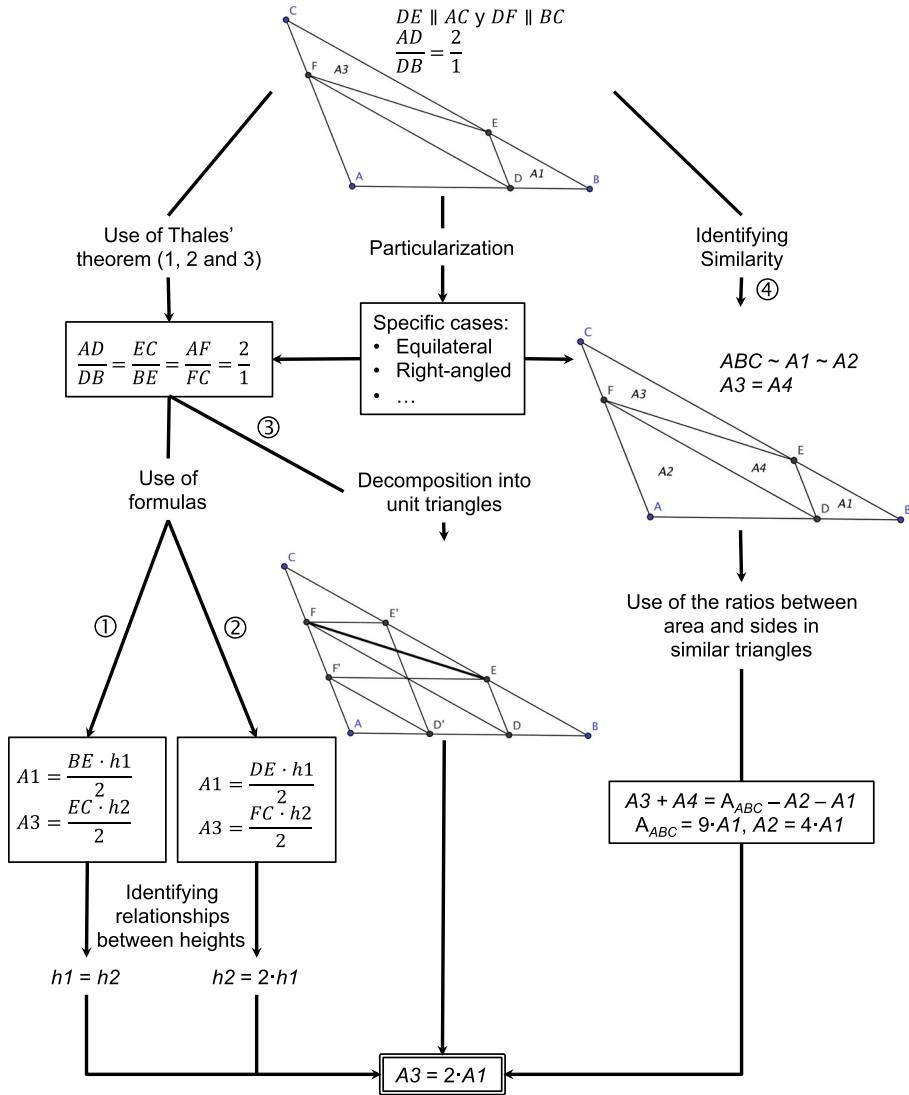 DE ∥ AC y DF ∥ BC
AD/DB = 2/1
C
F
A3
E
A
D
A1
B
Use of Thales'
theorem (1, 2 and 3)
Particularization
Identifying
Similarity
④
AD/DB = EC/BE = AF/FC = 2/1
Specific cases:
• Equilateral
• Right-angled
• …
C
ABC ~ A1 ~ A2
A3 = A4
F
A3
E
A2
A4
A
D
A1
B
③
Use of
formulas
Decomposition into
unit triangles
①
②
C
F
E'
F'
E
A
D'
D
B
Use of the ratios between
area and sides in
similar triangles
A1 = BE · h1/2
A3 = EC · h2/2
A1 = DE · h1/2
A3 = FC · h2/2
A3 + A4 = A_ABC – A2 – A1
A_ABC = 9·A1, A2 = 4·A1
Identifying
relationships
between heights
h1 = h2
h2 = 2·h1
A3 = 2·A1